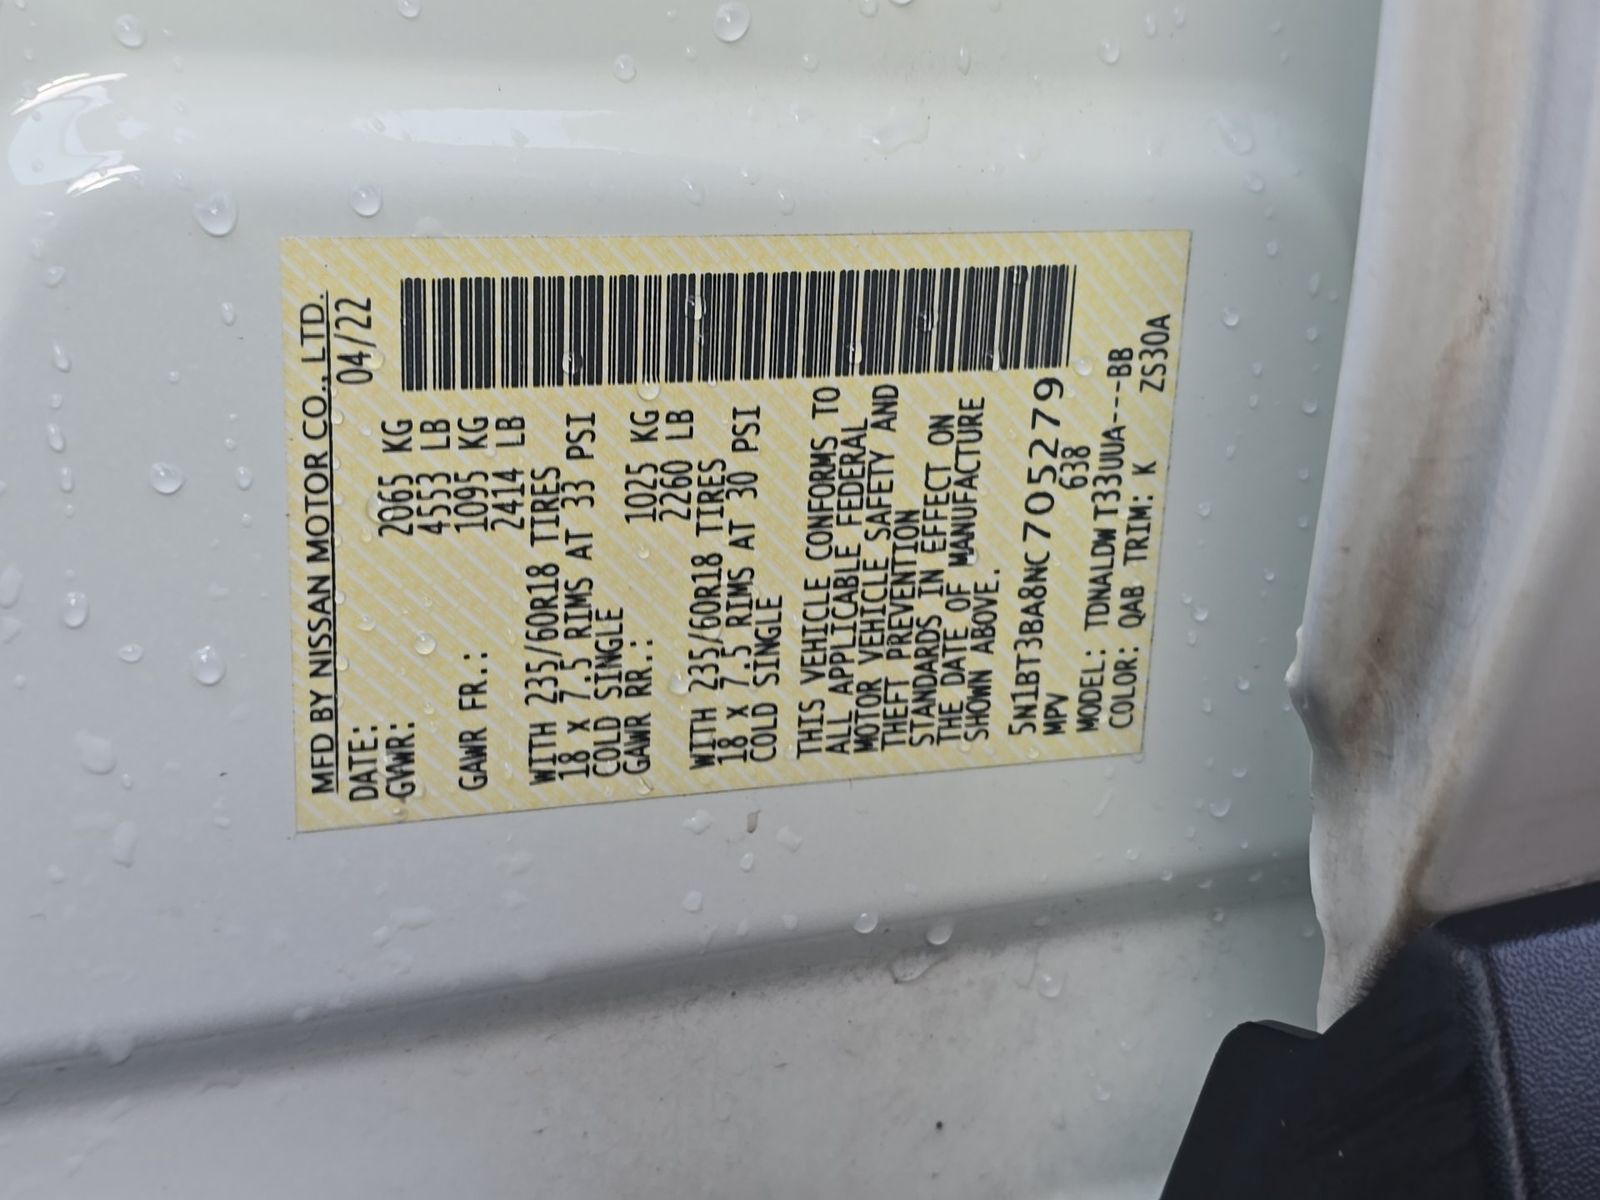 MFD BY NISSAN MOTOR CO., LTD.
DATE: 04/22
GVWR: 2065 KG
4553 LB
GAWR FR.: 1095 KG
2414 LB
WITH 235/60R18 TIRES
18 X 7.5 RIMS AT 33 PSI
COLD SINGLE
GAWR RR.: 1025 KG
2260 LB
WITH 235/60R18 TIRES
18 X 7.5 RIMS AT 30 PSI
COLD SINGLE
THIS VEHICLE CONFORMS TO
ALL APPLICABLE FEDERAL
MOTOR VEHICLE SAFETY AND
THEFT PREVENTION
STANDARDS IN EFFECT ON
THE DATE OF MANUFACTURE
SHOWN ABOVE.
5N1BT3BA8NC705279
MPV 638
MODEL: TDNALDWT33UUA----BB
COLOR: QAB TRIM: K ZS30A